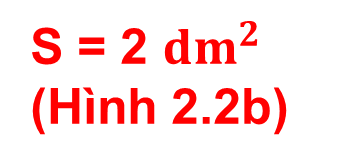 S = 2 dm²
(Hình 2.2b)